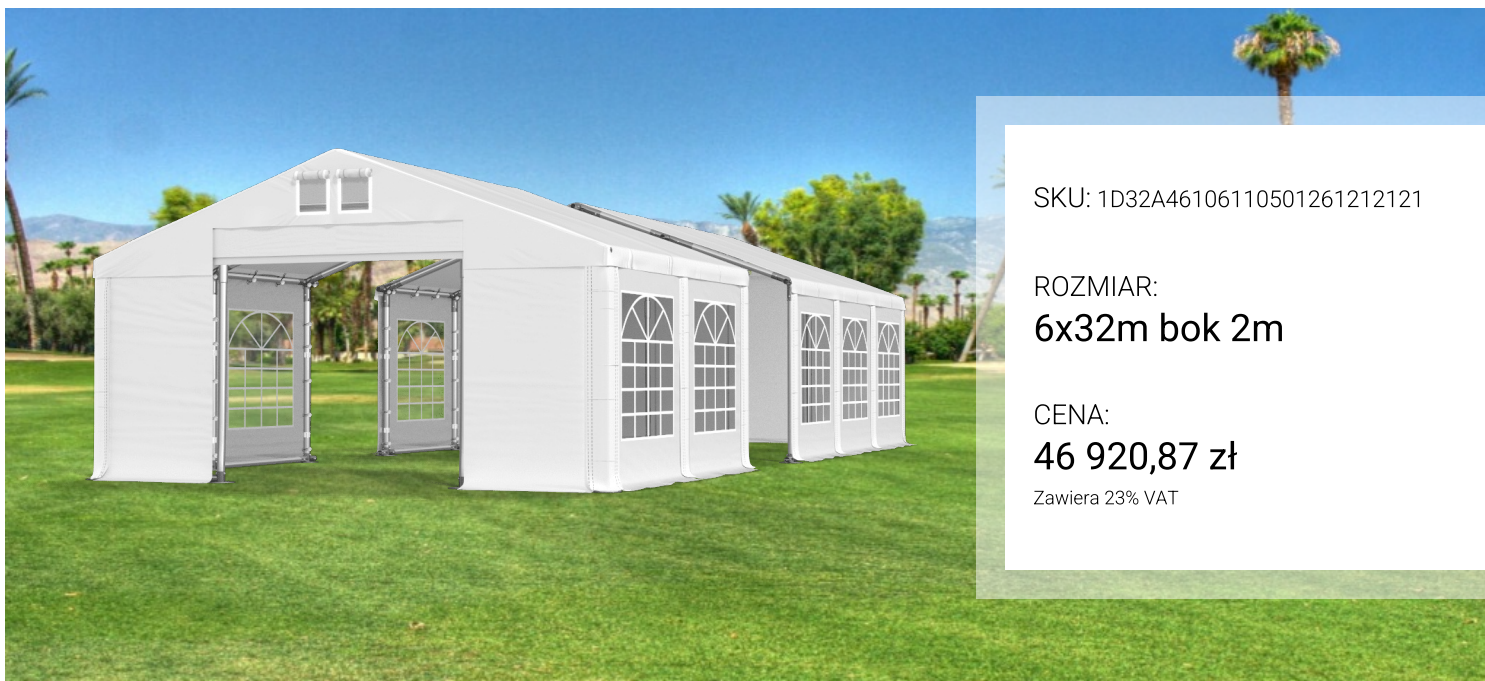 SKU: 1D32A46106110501261212121
ROZMIAR:
6x32m bok 2m
CENA:
46 920,87 zł
Zawiera 23% VAT